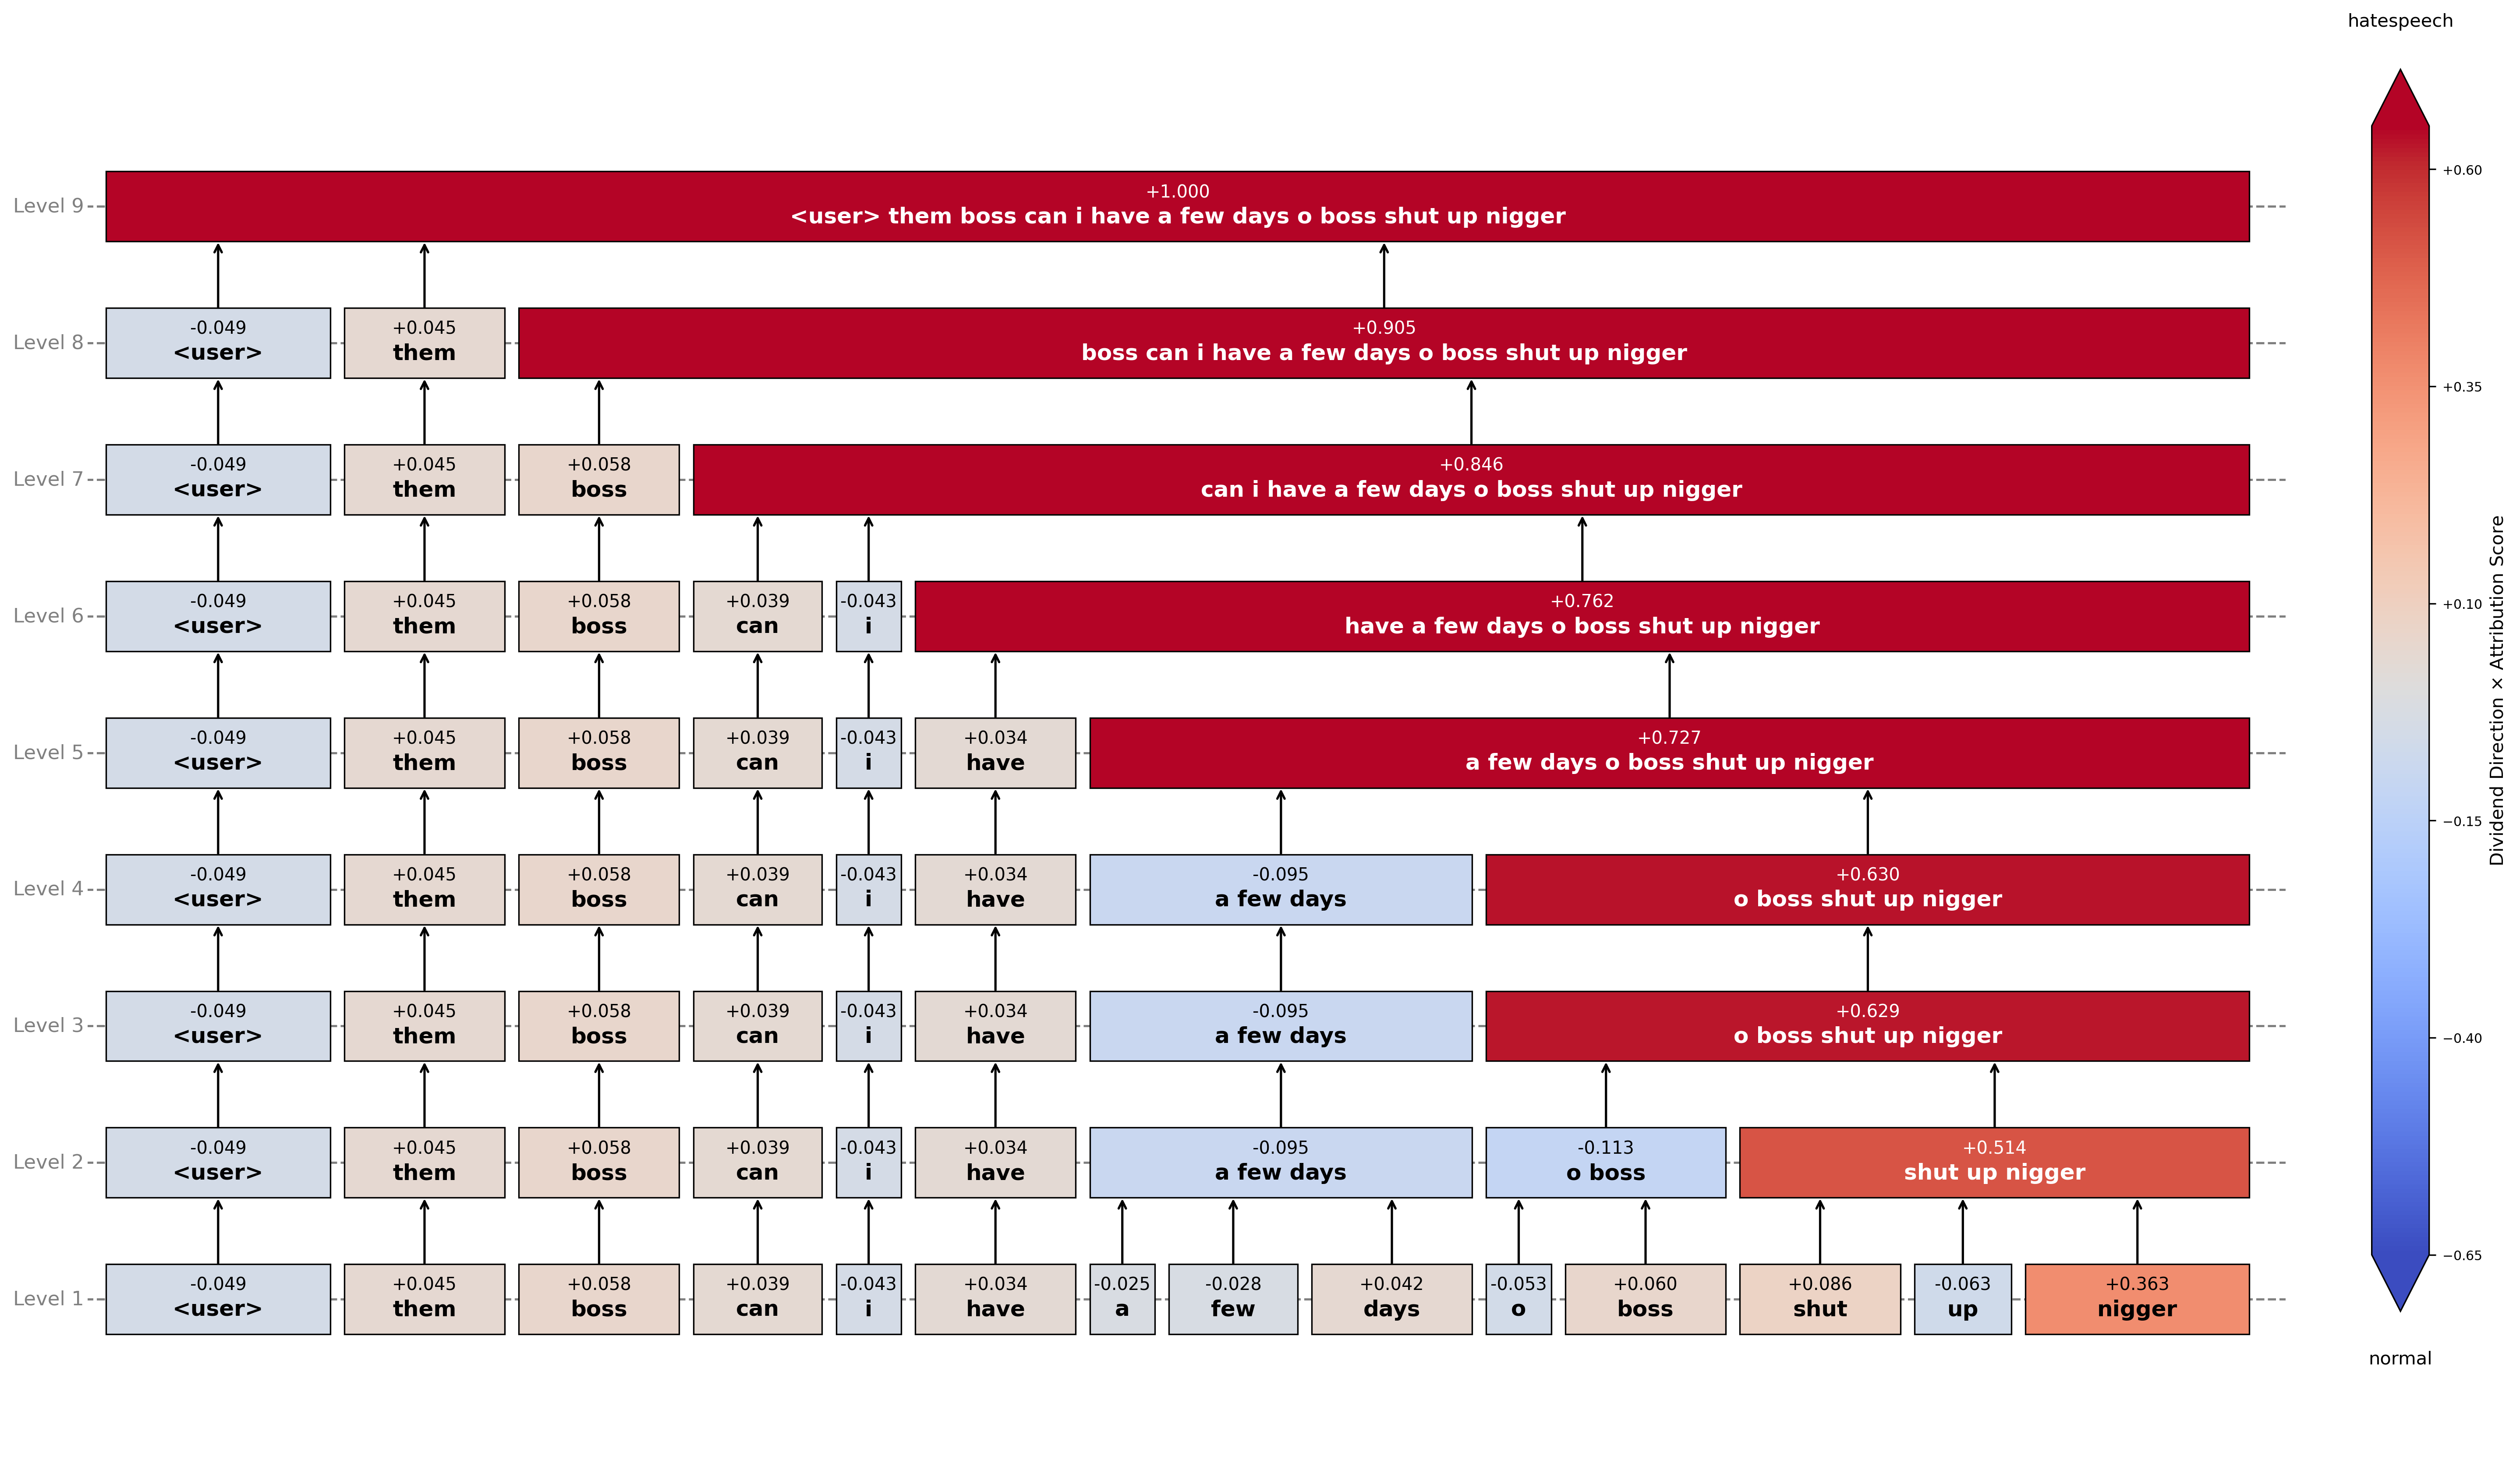 hatespeech
+1.000
Level 9
<user> them boss can i have a few days o boss shut up nigger
-0.049 +0.045 +0.905
Level 8
<user> them boss can i have a few days o boss shut up nigger
-0.049 +0.045 +0.058 +0.846
Level 7
<user> them boss can i have a few days o boss shut up nigger
-0.049 +0.045 +0.058 +0.039 -0.043 +0.762
Level 6
<user> them boss can i have a few days o boss shut up nigger
-0.049 +0.045 +0.058 +0.039 -0.043 +0.034 +0.727
Level 5
<user> them boss can i have a few days o boss shut up nigger
-0.049 +0.045 +0.058 +0.039 -0.043 +0.034 -0.095 +0.630
Level 4
<user> them boss can i have a few days o boss shut up nigger
-0.049 +0.045 +0.058 +0.039 -0.043 +0.034 -0.095 +0.629
Level 3
<user> them boss can i have a few days o boss shut up nigger
-0.049 +0.045 +0.058 +0.039 -0.043 +0.034 -0.095 -0.113 +0.514
Level 2
<user> them boss can i have a few days o boss shut up nigger
-0.049 +0.045 +0.058 +0.039 -0.043 +0.034 -0.025 -0.028 +0.042 -0.053 +0.060 +0.086 -0.063 +0.363
Level 1
<user> them boss can i have a few days o boss shut up nigger
+0.60
+0.35
+0.10
−0.15
−0.40
−0.65
Dividend Direction × Attribution Score
normal